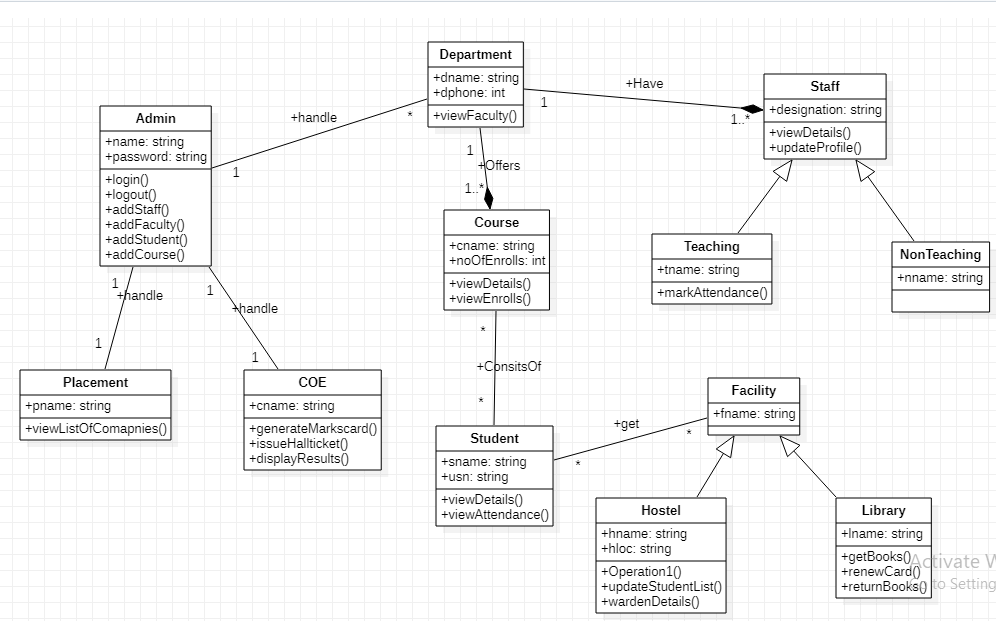 Department
+dname: string
+dphone: int
+viewFaculty()
+Have
1
1..*
Staff
+designation: string
+viewDetails()
+updateProfile()
+handle
*
1
Admin
+name: string
+password: string
+login()
+logout()
+addStaff()
+addFaculty()
+addStudent()
+addCourse()
1
+Offers
1..*
Course
+cname: string
+noOfEnrolls: int
+viewDetails()
+viewEnrolls()
Teaching
+tname: string
+markAttendance()
NonTeaching
+nname: string
1
+handle
1
1
+handle
1
Placement
+pname: string
+viewListOfComapnies()
COE
+cname: string
+generateMarkscard()
+issueHallticket()
+displayResults()
*
+ConsitsOf
*
Student
+sname: string
+usn: string
+viewDetails()
+viewAttendance()
+get
*
*
Facility
+fname: string
Hostel
+hname: string
+hloc: string
+Operation1()
+updateStudentList()
+wardenDetails()
Library
+lname: string
+getBooks()
+renewCard()
+returnBooks()
Activate W
to Setting